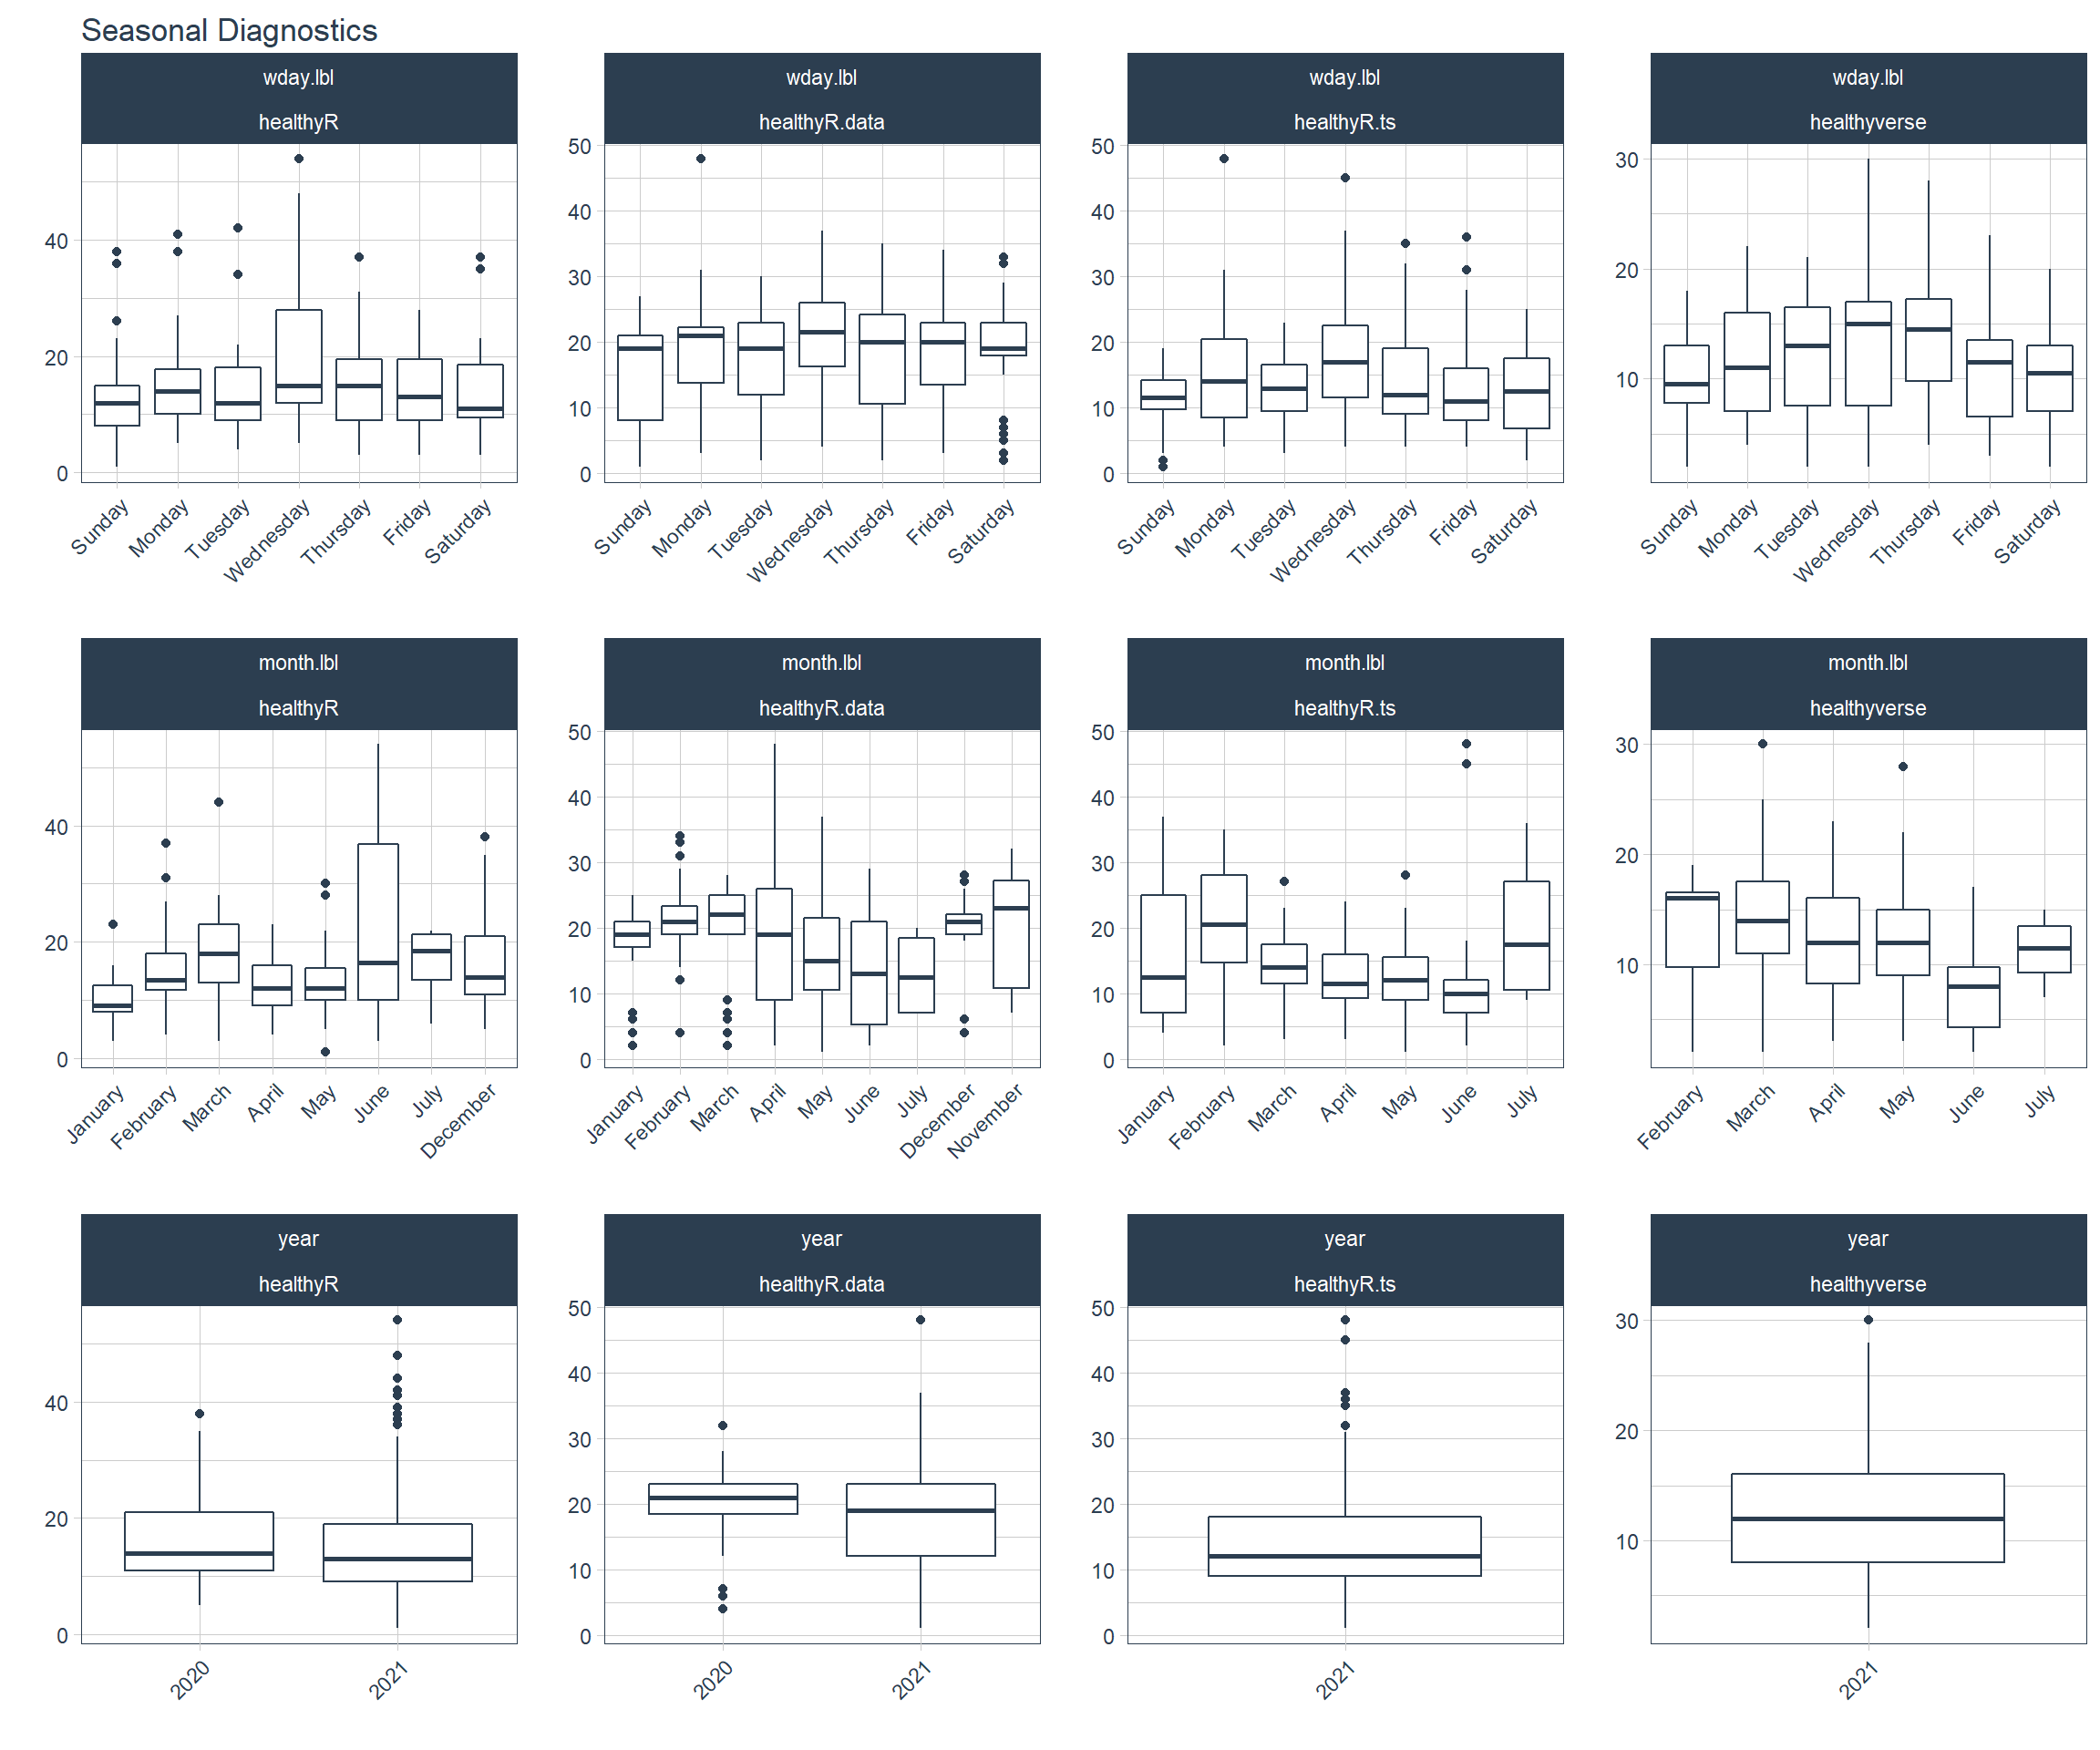 Seasonal Diagnostics
wday.lbl
healthyR
wday.lbl
healthyR.data
wday.lbl
healthyR.ts
wday.lbl
healthyverse
40
20
0
50
40
30
20
10
0
50
40
30
20
10
0
30
20
10
Sunday
Monday
Tuesday
Wednesday
Thursday
Friday
Saturday
Sunday
Monday
Tuesday
Wednesday
Thursday
Friday
Saturday
Sunday
Monday
Tuesday
Wednesday
Thursday
Friday
Saturday
Sunday
Monday
Tuesday
Wednesday
Thursday
Friday
Saturday
month.lbl
healthyR
month.lbl
healthyR.data
month.lbl
healthyR.ts
month.lbl
healthyverse
40
20
0
50
40
30
20
10
0
50
40
30
20
10
0
30
20
10
January
February
March
April
May
June
July
December
January
February
March
April
May
June
July
December
November
January
February
March
April
May
June
July
February
March
April
May
June
July
year
healthyR
year
healthyR.data
year
healthyR.ts
year
healthyverse
40
20
0
50
40
30
20
10
0
50
40
30
20
10
0
30
20
10
2020
2021
2020
2021
2021
2021